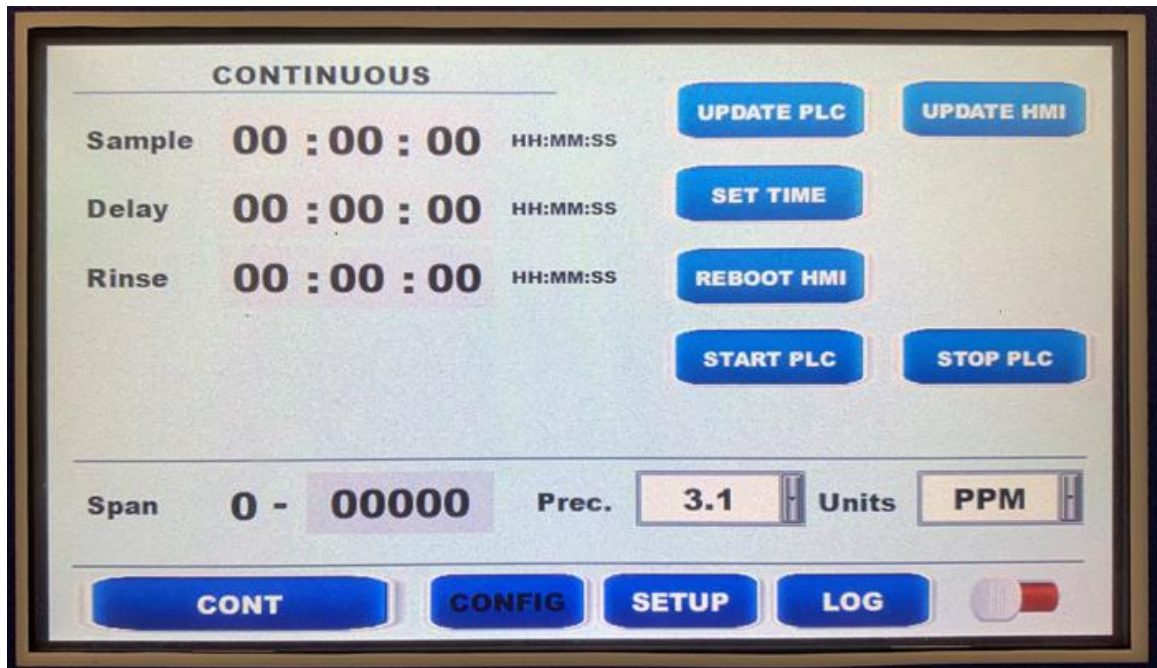 CONTINUOUS
UPDATE PLC UPDATE HMI
Sample 00 : 00 : 00 HH:MM:SS
SET TIME
Delay 00 : 00 : 00 HH:MM:SS
Rinse 00 : 00 : 00 HH:MM:SS REBOOT HMI
START PLC STOP PLC
Span 0 - 00000 Prec. 3.1 Units PPM
CONT CONFIG SETUP LOG